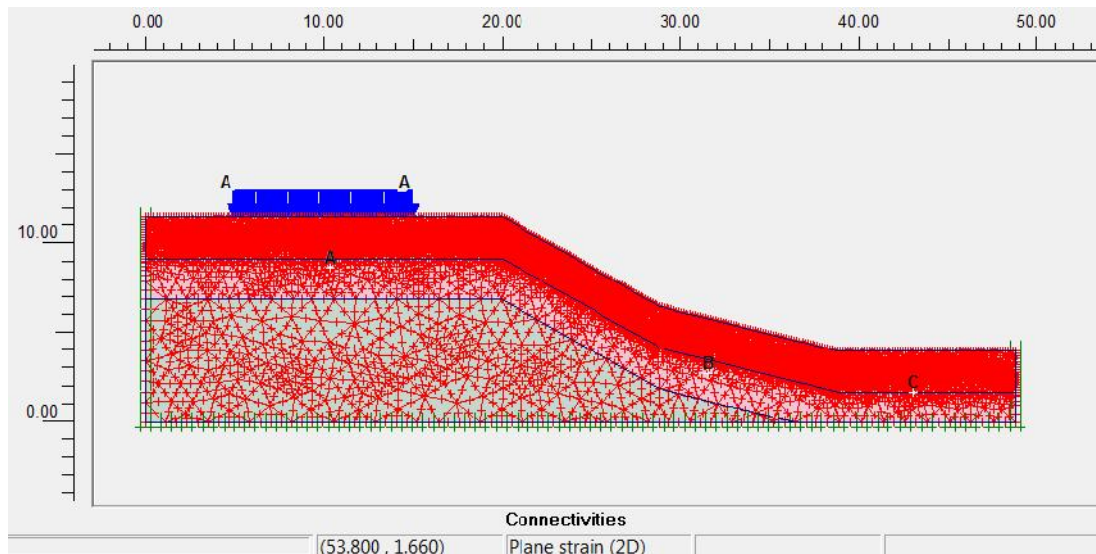 0.00 10.00 20.00 30.00 40.00 50.00
A A
10.00
A
B
C
0.00
Connectivities
(53.800 , 1.660) Plane strain (2D)